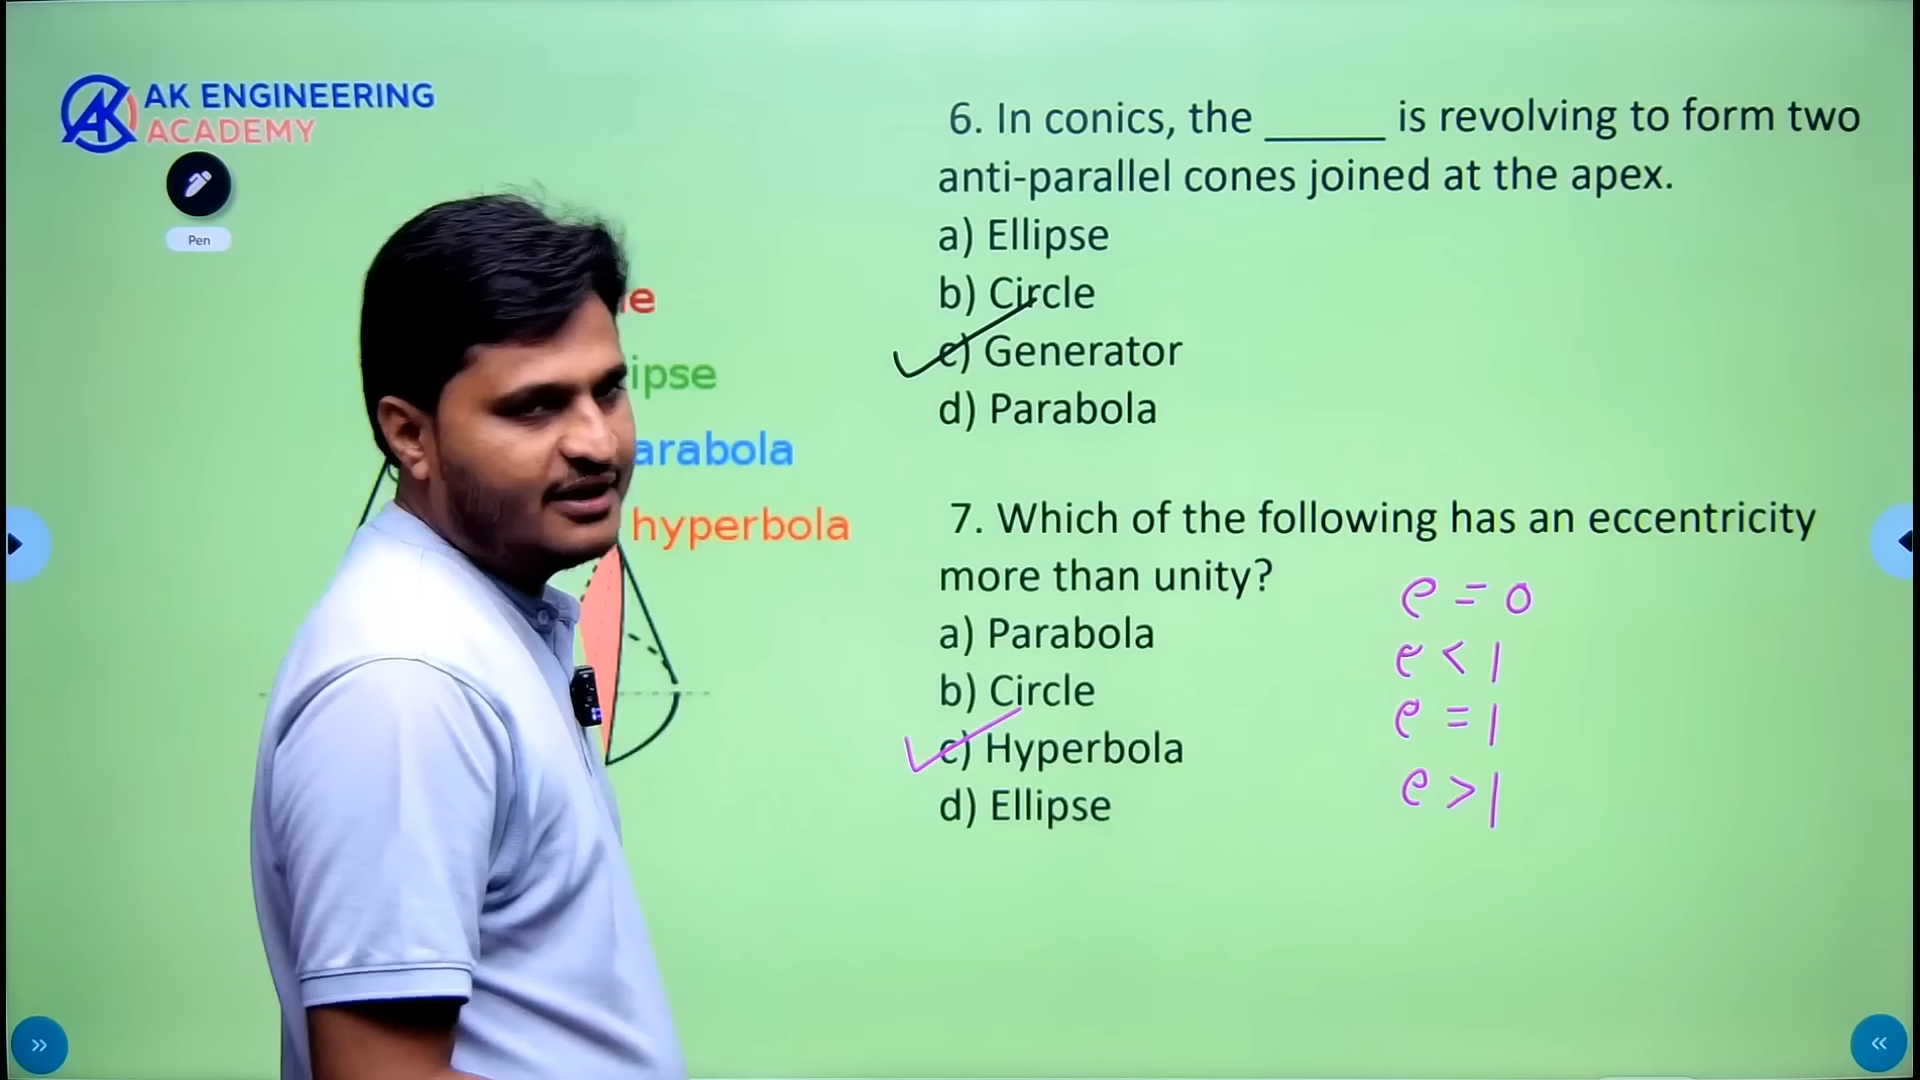 AK ENGINEERING
ACADEMY
Pen
ipse
arabola
hyperbola
6. In conics, the ______ is revolving to form two
anti-parallel cones joined at the apex.
a) Ellipse
b) Circle
c) Generator
d) Parabola
7. Which of the following has an eccentricity
more than unity?
a) Parabola
b) Circle
c) Hyperbola
d) Ellipse
e = 0
e < 1
e = 1
e > 1